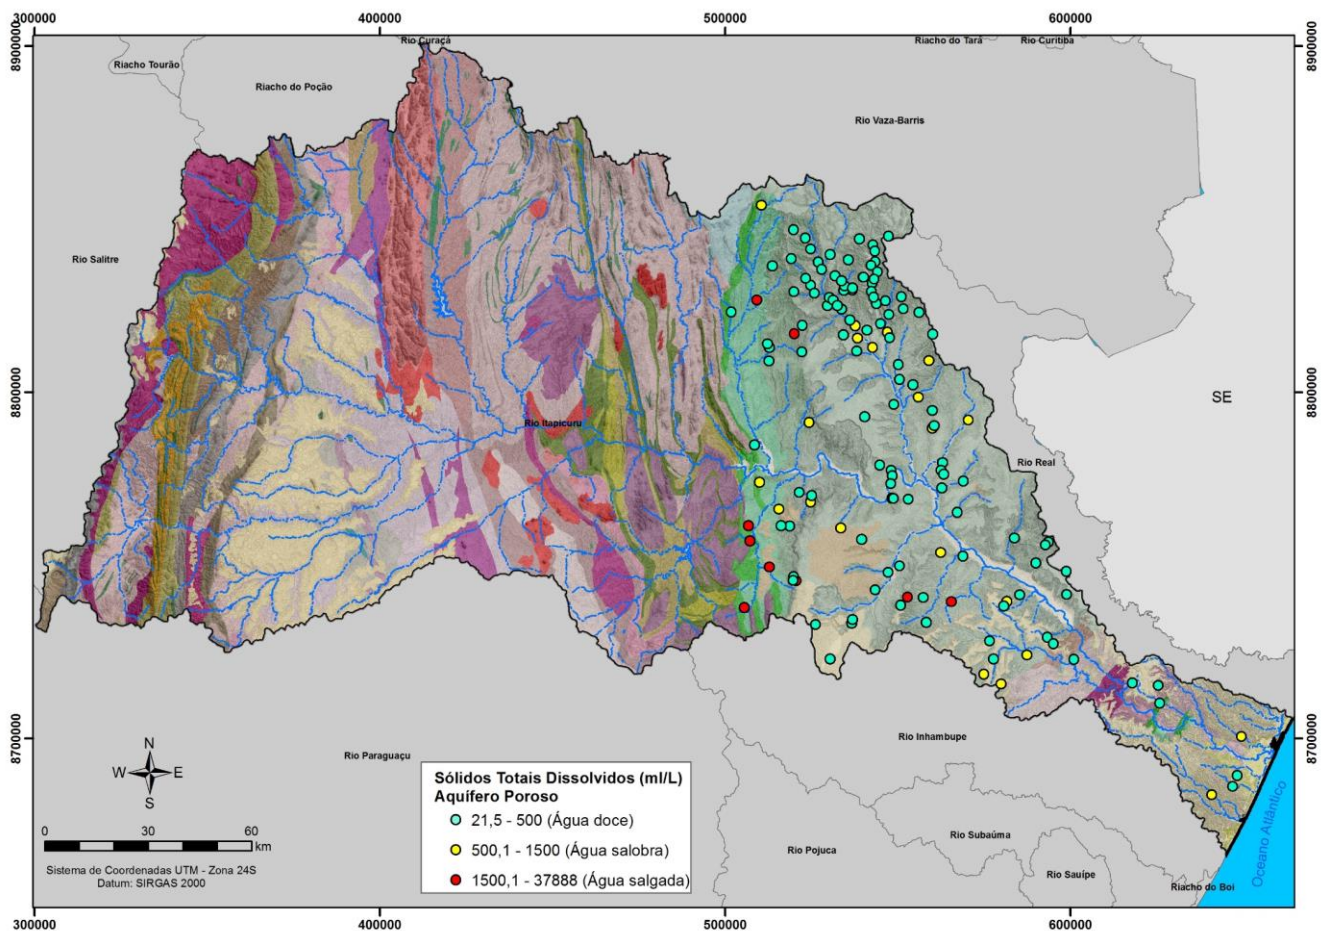 300000
400000
500000
600000
8900000
8900000
Rio Curaçá
Riacho do Tará
Rio Curitiba
Riacho Tourão
Riacho do Poção
Rio Vaza-Barris
Rio Salitre
8800000
8800000
SE
Rio Itapicuru
Rio Real
8700000
8700000
Rio Paraguaçu
Rio Inhambupe
N
W
E
S
Sólidos Totais Dissolvidos (ml/L)
Aquífero Poroso
21,5 - 500 (Água doce)
500,1 - 1500 (Água salobra)
1500,1 - 37888 (Água salgada)
0
30
60
km
Sistema de Coordenadas UTM - Zona 24S
Datum: SIRGAS 2000
Rio Pojuca
Rio Subaúma
Rio Sauípe
Riacho do Boi
Oceano Atlântico
300000
400000
500000
600000